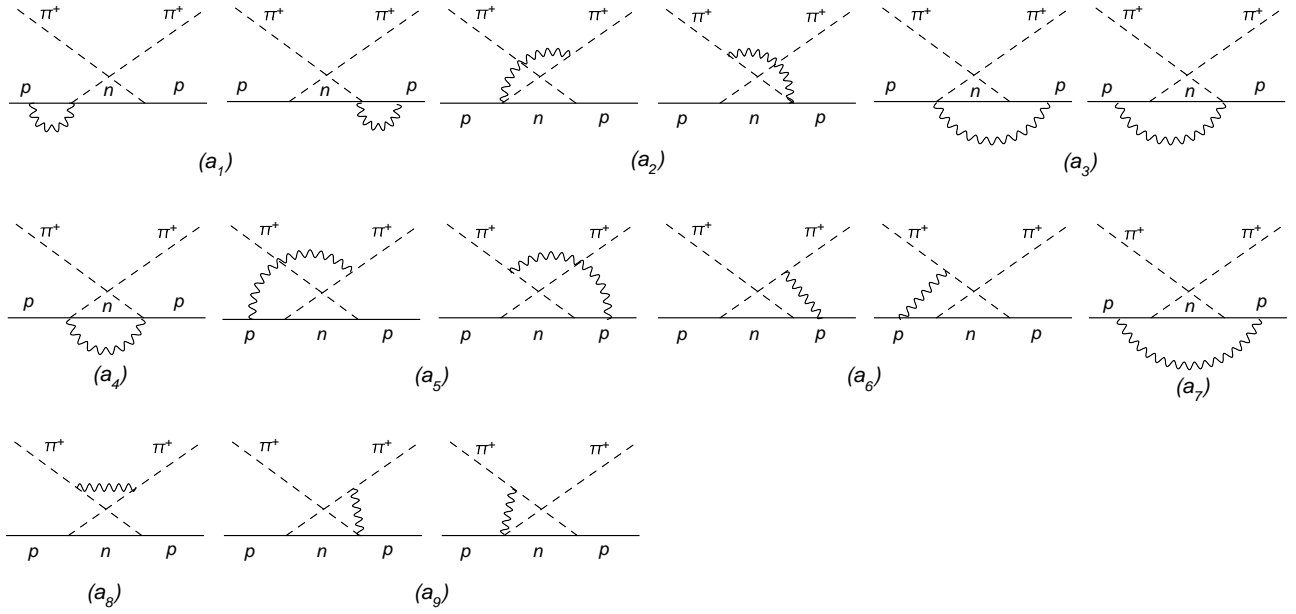 π⁺ π⁺ π⁺ π⁺ π⁺ π⁺ π⁺ π⁺ π⁺ π⁺
p n p n p p n p p n p p n p p n p
(a₁) (a₂) (a₃)
π⁺ π⁺ π⁺ π⁺ π⁺ π⁺ π⁺ π⁺ π⁺ π⁺ π⁺ π⁺
p n p p n p p n p p n p p n p p n p
(a₄) (a₅) (a₆) (a₇)
π⁺ π⁺ π⁺ π⁺ π⁺ π⁺
p n p p n p p n p
(a₈) (a₉)